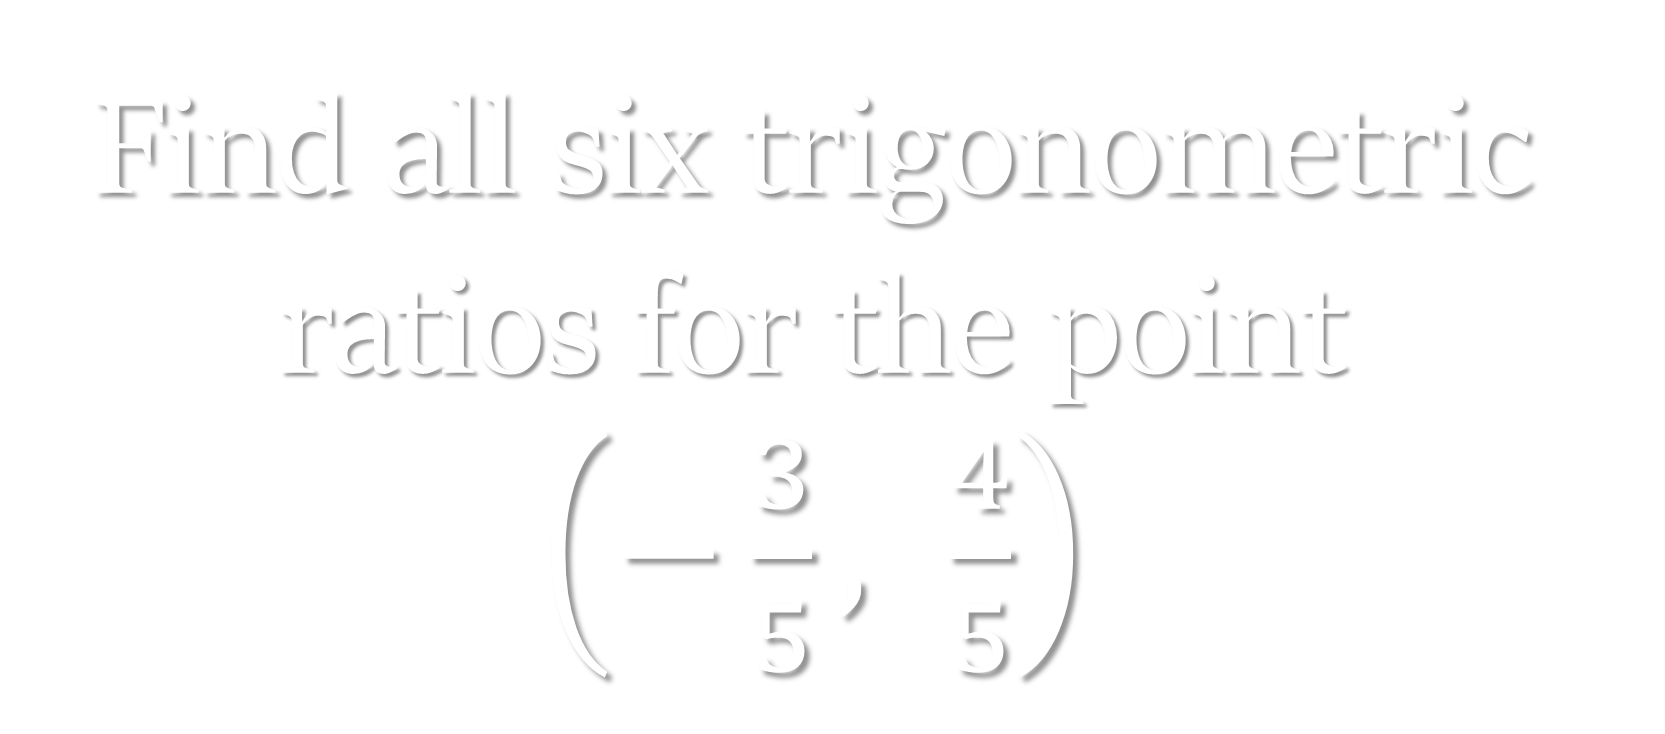 Find all six trigonometric
ratios for the point
(−3/5, 4/5)